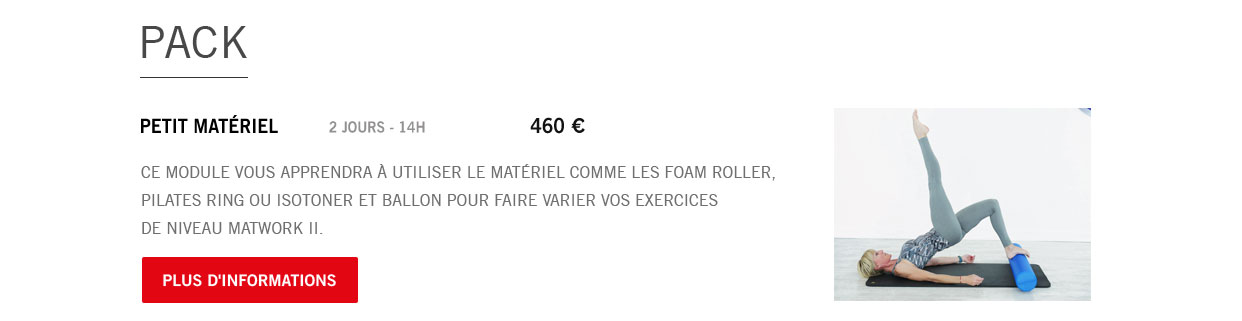 PACK
PETIT MATÉRIEL 2 JOURS - 14H 460 €
CE MODULE VOUS APPRENDRA À UTILISER LE MATÉRIEL COMME LES FOAM ROLLER,
PILATES RING OU ISOTONER ET BALLON POUR FAIRE VARIER VOS EXERCICES
DE NIVEAU MATWORK II.
PLUS D'INFORMATIONS